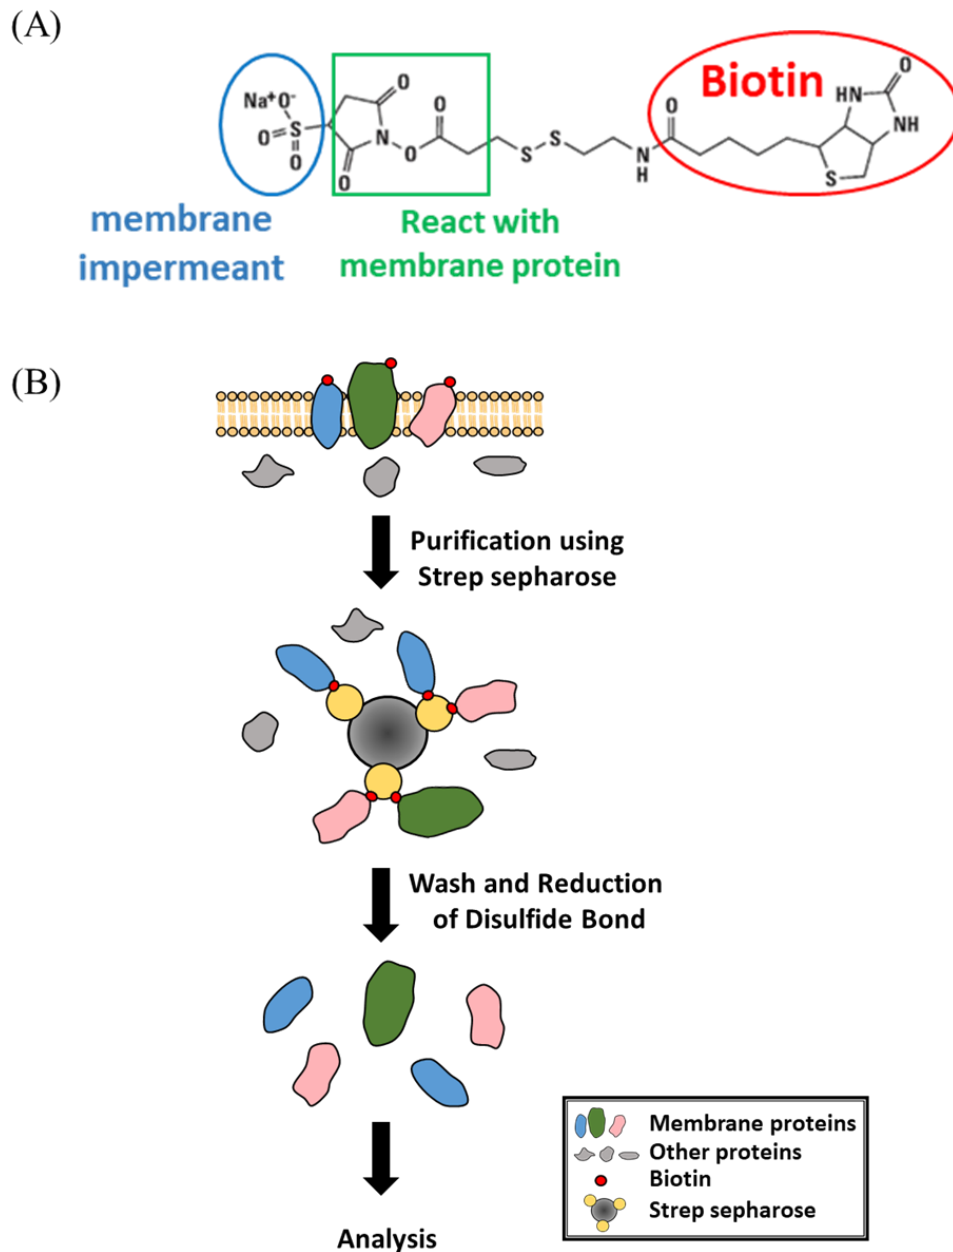 (A)
Biotin
Na⁺O⁻
O
S
O
O
O
N
O
O
S
S
N
H
O
O
HN
NH
S
membrane
impermeant
React with
membrane protein
(B)
Purification using
Strep sepharose
Wash and Reduction
of Disulfide Bond
Membrane proteins
Other proteins
Biotin
Strep sepharose
Analysis